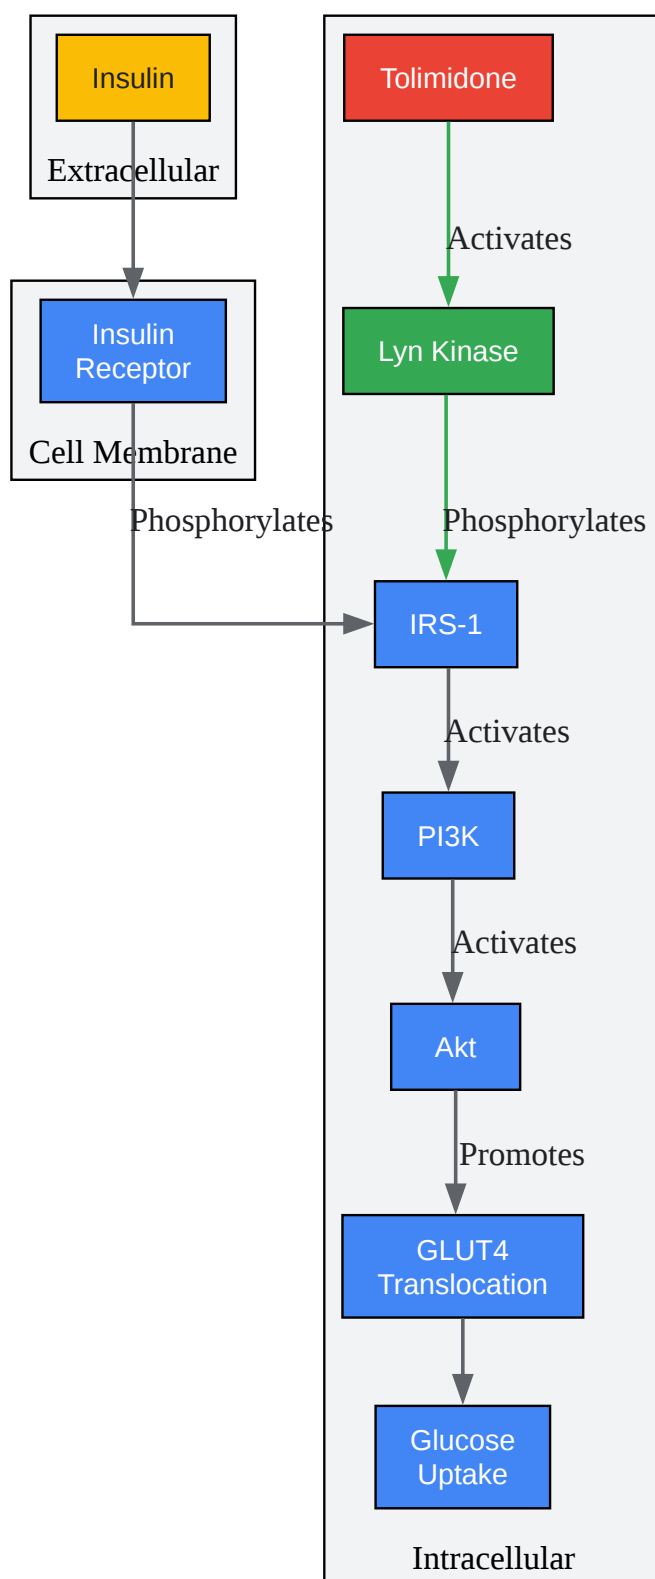 Insulin
Extracellular
Tolimidone
Activates
Insulin
Receptor
Cell Membrane
Lyn Kinase
Phosphorylates
Phosphorylates
IRS-1
Activates
PI3K
Activates
Akt
Promotes
GLUT4
Translocation
Glucose
Uptake
Intracellular